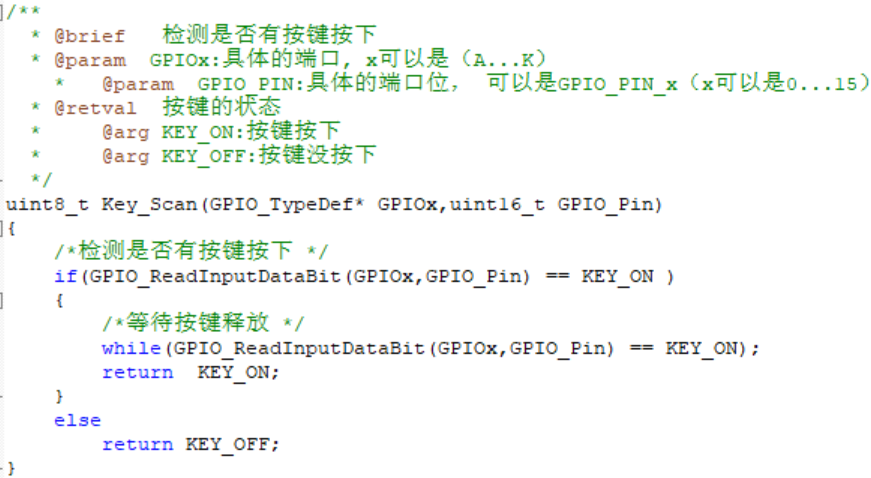 /**
  * @brief   检测是否有按键按下
  * @param  GPIOx:具体的端口, x可以是（A...K）
    *   @param  GPIO_PIN:具体的端口位， 可以是GPIO_PIN_x（x可以是0...15）
  * @retval  按键的状态
  *     @arg KEY_ON:按键按下
  *     @arg KEY_OFF:按键没按下
  */
uint8_t Key_Scan(GPIO_TypeDef* GPIOx,uint16_t GPIO_Pin)
{
    /*检测是否有按键按下 */
    if(GPIO_ReadInputDataBit(GPIOx,GPIO_Pin) == KEY_ON )
    {
        /*等待按键释放 */
        while(GPIO_ReadInputDataBit(GPIOx,GPIO_Pin) == KEY_ON);
        return  KEY_ON;
    }
    else
        return KEY_OFF;
}